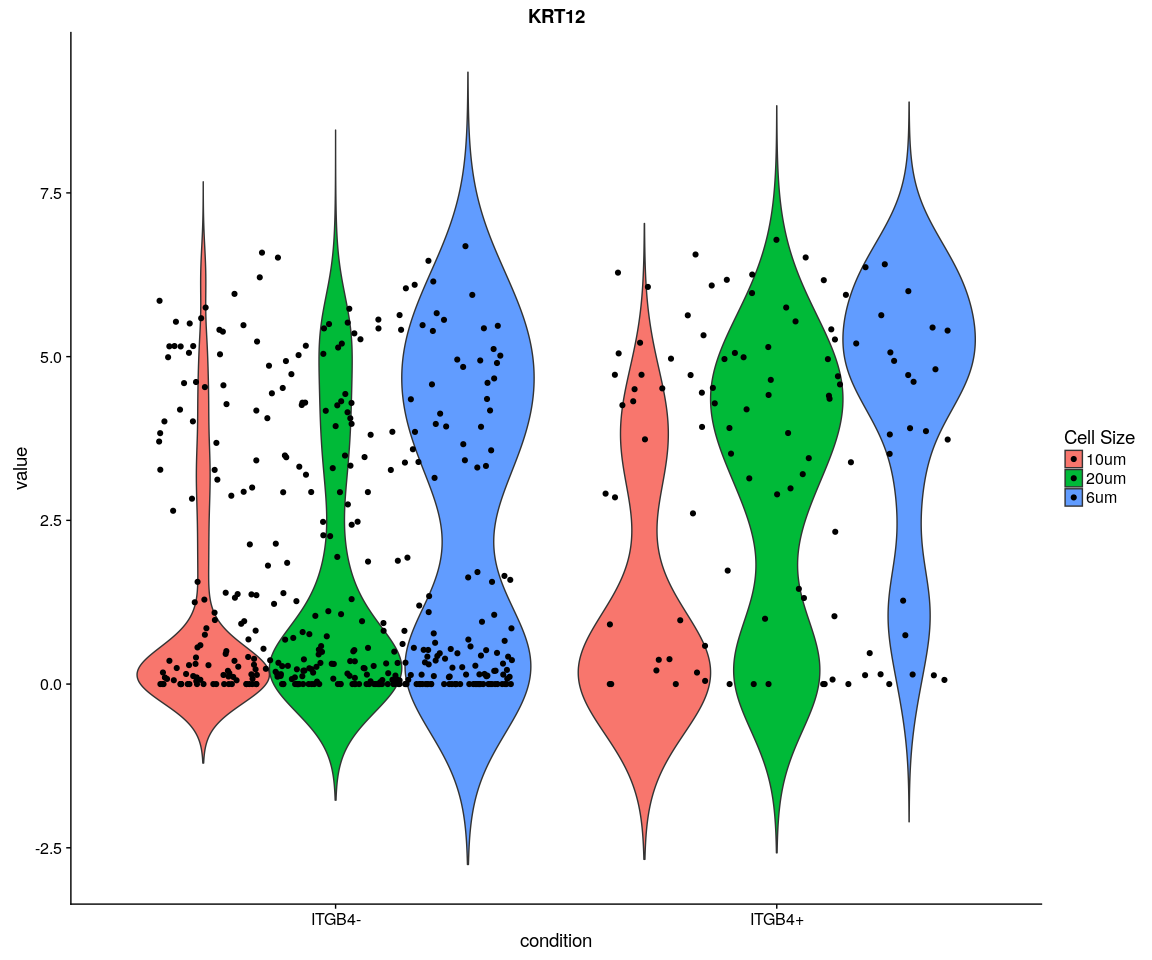 KRT12
value
7.5
5.0
2.5
0.0
-2.5
ITGB4-
ITGB4+
condition
Cell Size
10um
20um
6um